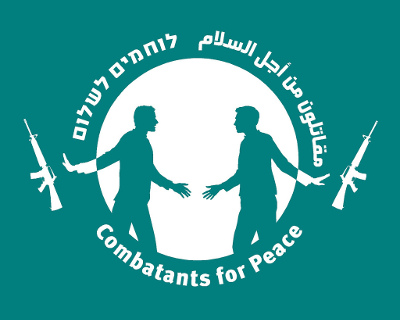 לוחמים לשלום
مقاتلون من أجل السلام
Combatants for Peace